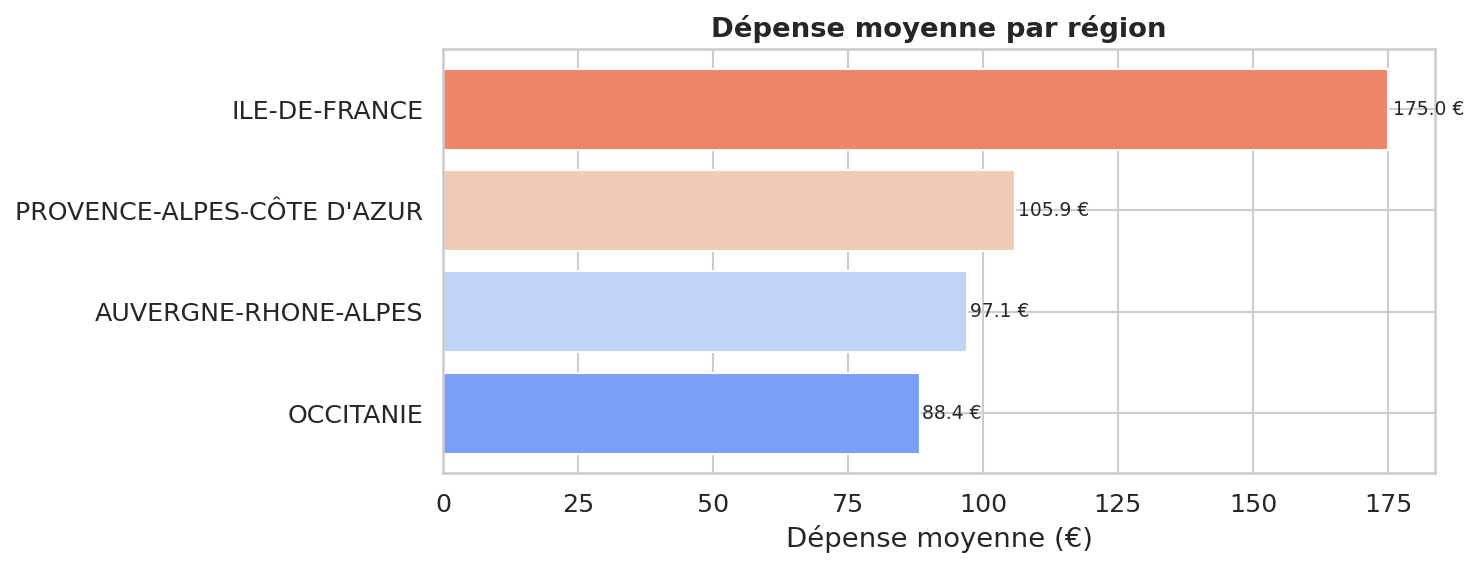 Dépense moyenne par région
ILE-DE-FRANCE
175.0 €
PROVENCE-ALPES-CÔTE D'AZUR
105.9 €
AUVERGNE-RHONE-ALPES
97.1 €
OCCITANIE
88.4 €
0 25 50 75 100 125 150 175
Dépense moyenne (€)